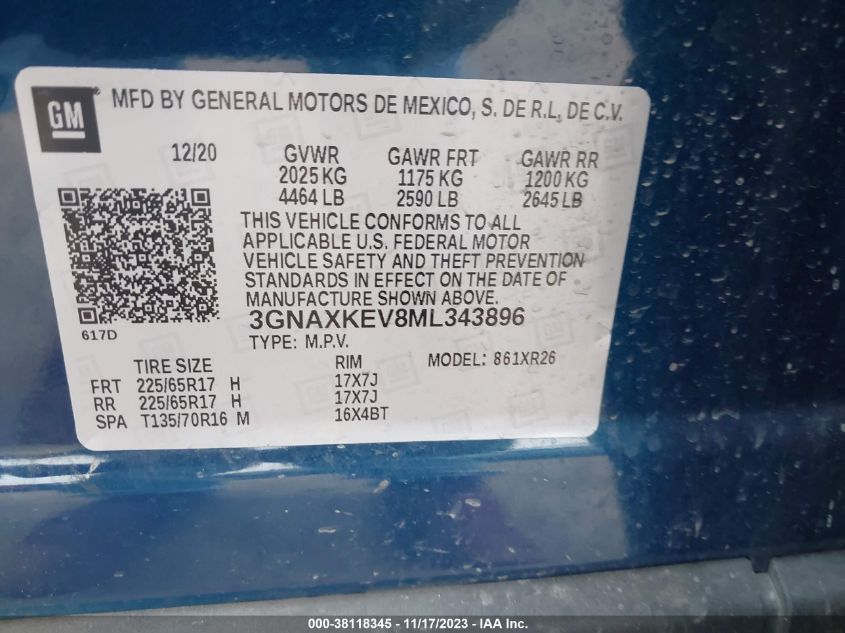 GM
MFD BY GENERAL MOTORS DE MEXICO, S. DE R.L. DE C.V.
12/20 GVWR GAWR FRT GAWR RR
2025 KG 1175 KG 1200 KG
4464 LB 2590 LB 2645 LB
THIS VEHICLE CONFORMS TO ALL
APPLICABLE U.S. FEDERAL MOTOR
VEHICLE SAFETY AND THEFT PREVENTION
STANDARDS IN EFFECT ON THE DATE OF
MANUFACTURE SHOWN ABOVE.
617D
3GNAXKEV8ML343896
TYPE: M.P.V. MODEL: 861XR26
TIRE SIZE RIM
FRT 225/65R17 H 17X7J
RR 225/65R17 H 17X7J
SPA T135/70R16 M 16X4BT
000-38118345 - 11/17/2023 - Copyright © 2023 IAA, Inc.